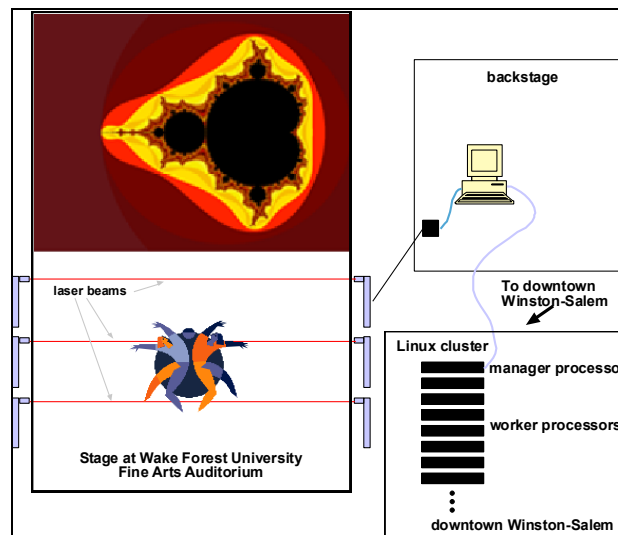 backstage
laser beams
To downtown
Winston-Salem
Linux cluster
manager processor
worker processors
Stage at Wake Forest University
Fine Arts Auditorium
downtown Winston-Salem